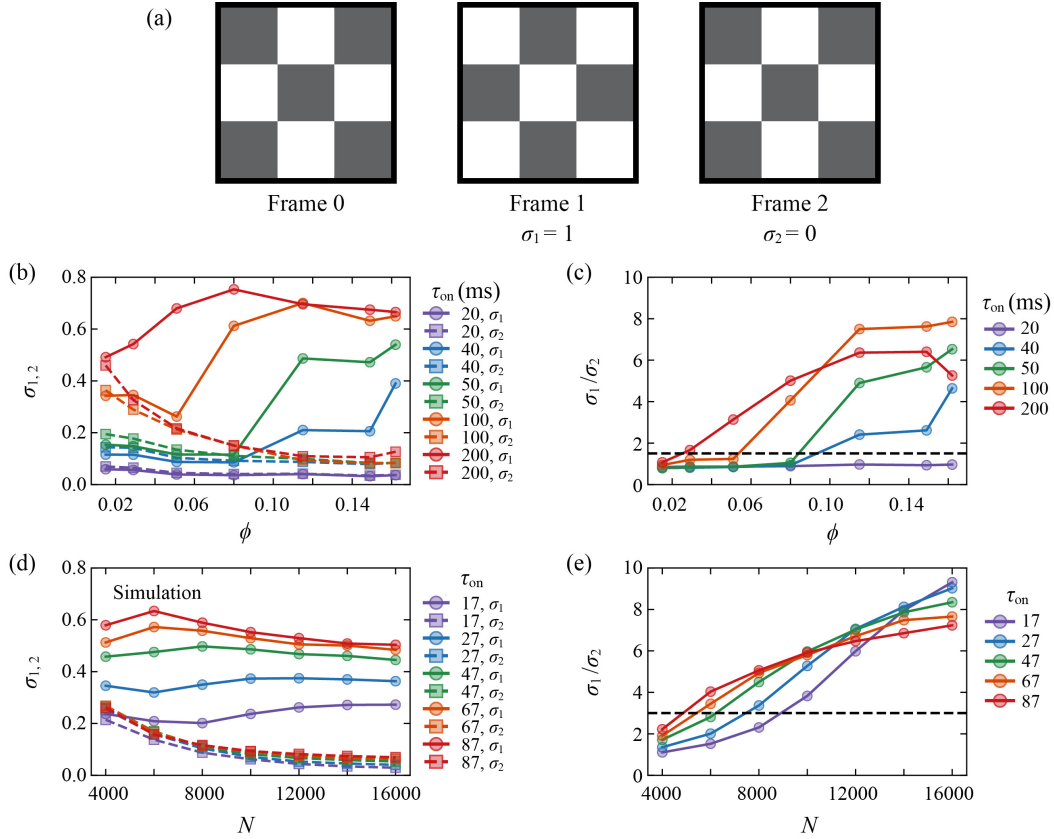 (a)
Frame 0
Frame 1
Frame 2
σ1 = 1
σ2 = 0
(b)
0.8
0.6
0.4
0.2
0.0
σ1, 2
0.02
0.06
0.10
0.14
ϕ
τon (ms)
20, σ1
20, σ2
40, σ1
40, σ2
50, σ1
50, σ2
100, σ1
100, σ2
200, σ1
200, σ2
(c)
10
8
6
4
2
0
σ1/σ2
0.02
0.06
0.10
0.14
ϕ
τon (ms)
20
40
50
100
200
(d)
Simulation
0.8
0.6
0.4
0.2
0.0
σ1, 2
4000
8000
12000
16000
N
τon
17, σ1
17, σ2
27, σ1
27, σ2
47, σ1
47, σ2
67, σ1
67, σ2
87, σ1
87, σ2
(e)
10
8
6
4
2
0
σ1/σ2
4000
8000
12000
16000
N
τon
17
27
47
67
87